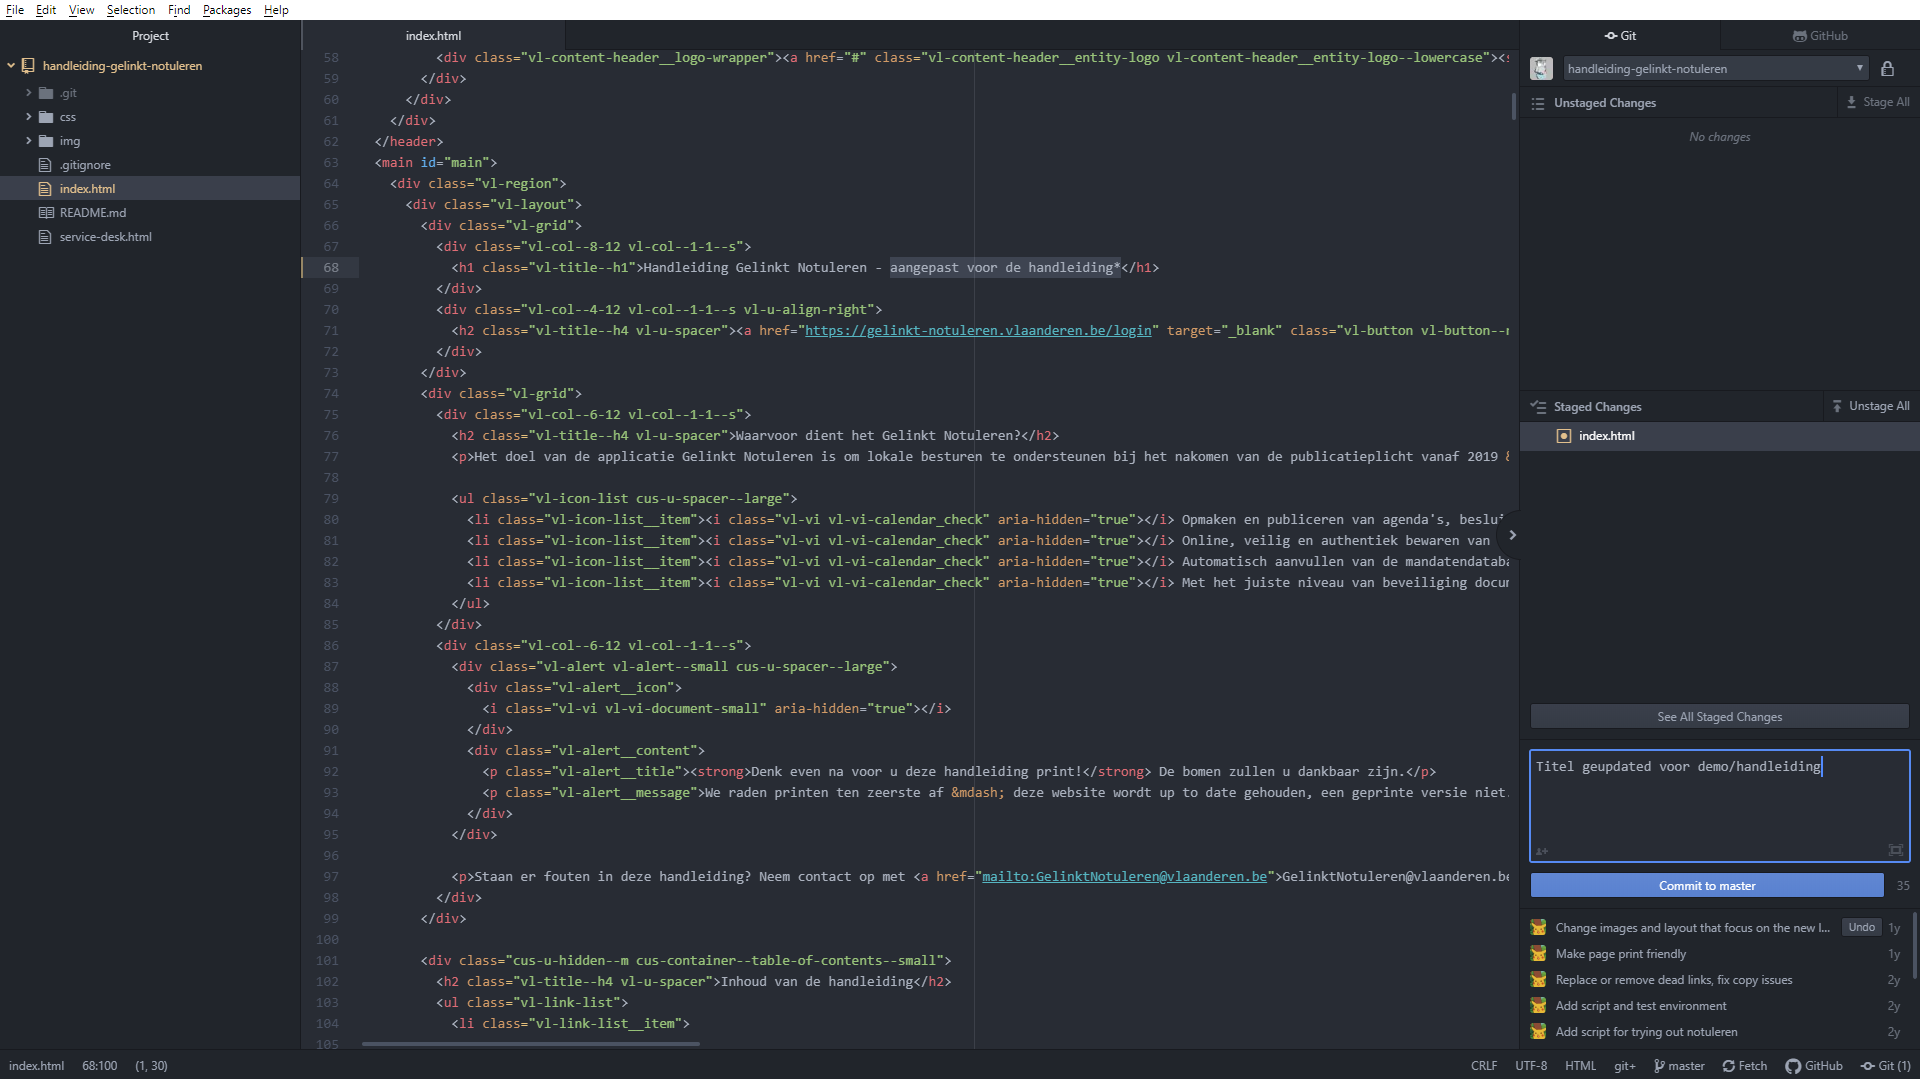 File Edit View Selection Find Packages Help
Project
handleiding-gelinkt-notuleren
.git
css
img
.gitignore
index.html
README.md
service-desk.html
index.html
58 <div class="vl-content-header__logo-wrapper"><a href="#" class="vl-content-header__entity-logo vl-content-header__entity-logo--lowercase"><s
59 </div>
60 </div>
61 </div>
62 </header>
63 <main id="main">
64 <div class="vl-region">
65 <div class="vl-layout">
66 <div class="vl-grid">
67 <div class="vl-col--8-12 vl-col--1-1--s">
68 <h1 class="vl-title--h1">Handleiding Gelinkt Notuleren - aangepast voor de handleiding*</h1>
69 </div>
70 <div class="vl-col--4-12 vl-col--1-1--s vl-u-align-right">
71 <h2 class="vl-title--h4 vl-u-spacer"><a href="https://gelinkt-notuleren.vlaanderen.be/login" target="_blank" class="vl-button vl-button--n
72 </div>
73 </div>
74 <div class="vl-grid">
75 <div class="vl-col--6-12 vl-col--1-1--s">
76 <h2 class="vl-title--h4 vl-u-spacer">Waarvoor dient het Gelinkt Notuleren?</h2>
77 <p>Het doel van de applicatie Gelinkt Notuleren is om lokale besturen te ondersteunen bij het nakomen van de publicatieplicht vanaf 2019 &
78
79 <ul class="vl-icon-list cus-u-spacer--large">
80 <li class="vl-icon-list__item"><i class="vl-vi vl-vi-calendar_check" aria-hidden="true"></i> Opmaken en publiceren van agenda's, beslui
81 <li class="vl-icon-list__item"><i class="vl-vi vl-vi-calendar_check" aria-hidden="true"></i> Online, veilig en authentiek bewaren van
82 <li class="vl-icon-list__item"><i class="vl-vi vl-vi-calendar_check" aria-hidden="true"></i> Automatisch aanvullen van de mandatendataba
83 <li class="vl-icon-list__item"><i class="vl-vi vl-vi-calendar_check" aria-hidden="true"></i> Met het juiste niveau van beveiliging docum
84 </ul>
85 </div>
86 <div class="vl-col--6-12 vl-col--1-1--s">
87 <div class="vl-alert vl-alert--small cus-u-spacer--large">
88 <div class="vl-alert__icon">
89 <i class="vl-vi vl-vi-document-small" aria-hidden="true"></i>
90 </div>
91 <div class="vl-alert__content">
92 <p class="vl-alert__title"><strong>Denk even na voor u deze handleiding print!</strong> De bomen zullen u dankbaar zijn.</p>
93 <p class="vl-alert__message">We raden printen ten zeerste af &mdash; deze website wordt up to date gehouden, een geprinte versie niet.
94 </div>
95 </div>
96
97 <p>Staan er fouten in deze handleiding? Neem contact op met <a href="mailto:GelinktNotuleren@vlaanderen.be">GelinktNotuleren@vlaanderen.be
98 </div>
99 </div>
100
101 <div class="cus-u-hidden--m cus-container--table-of-contents--small">
102 <h2 class="vl-title--h4 vl-u-spacer">Inhoud van de handleiding</h2>
103 <ul class="vl-link-list">
104 <li class="vl-link-list__item">
105
Git GitHub
handleiding-gelinkt-notuleren
Unstaged Changes Stage All
No changes
Staged Changes Unstage All
index.html
See All Staged Changes
Titel geupdated voor demo/handleiding
Commit to master 35
Change images and layout that focus on the new l... Undo 1y
Make page print friendly 1y
Replace or remove dead links, fix copy issues 2y
Add script and test environment 2y
Add script for trying out notuleren 2y
index.html 68:100 (1, 30) CRLF UTF-8 HTML git+ master Fetch GitHub Git (1)